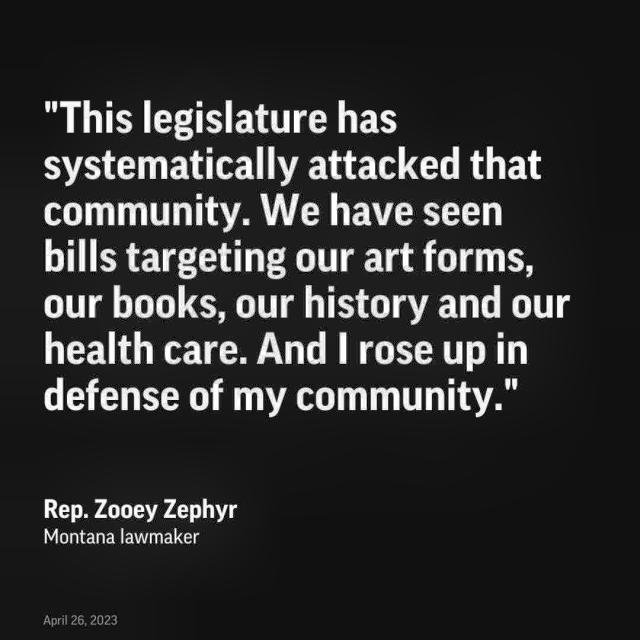 "This legislature has
systematically attacked that
community. We have seen
bills targeting our art forms,
our books, our history and our
health care. And I rose up in
defense of my community."
Rep. Zooey Zephyr
Montana lawmaker
April 26, 2023